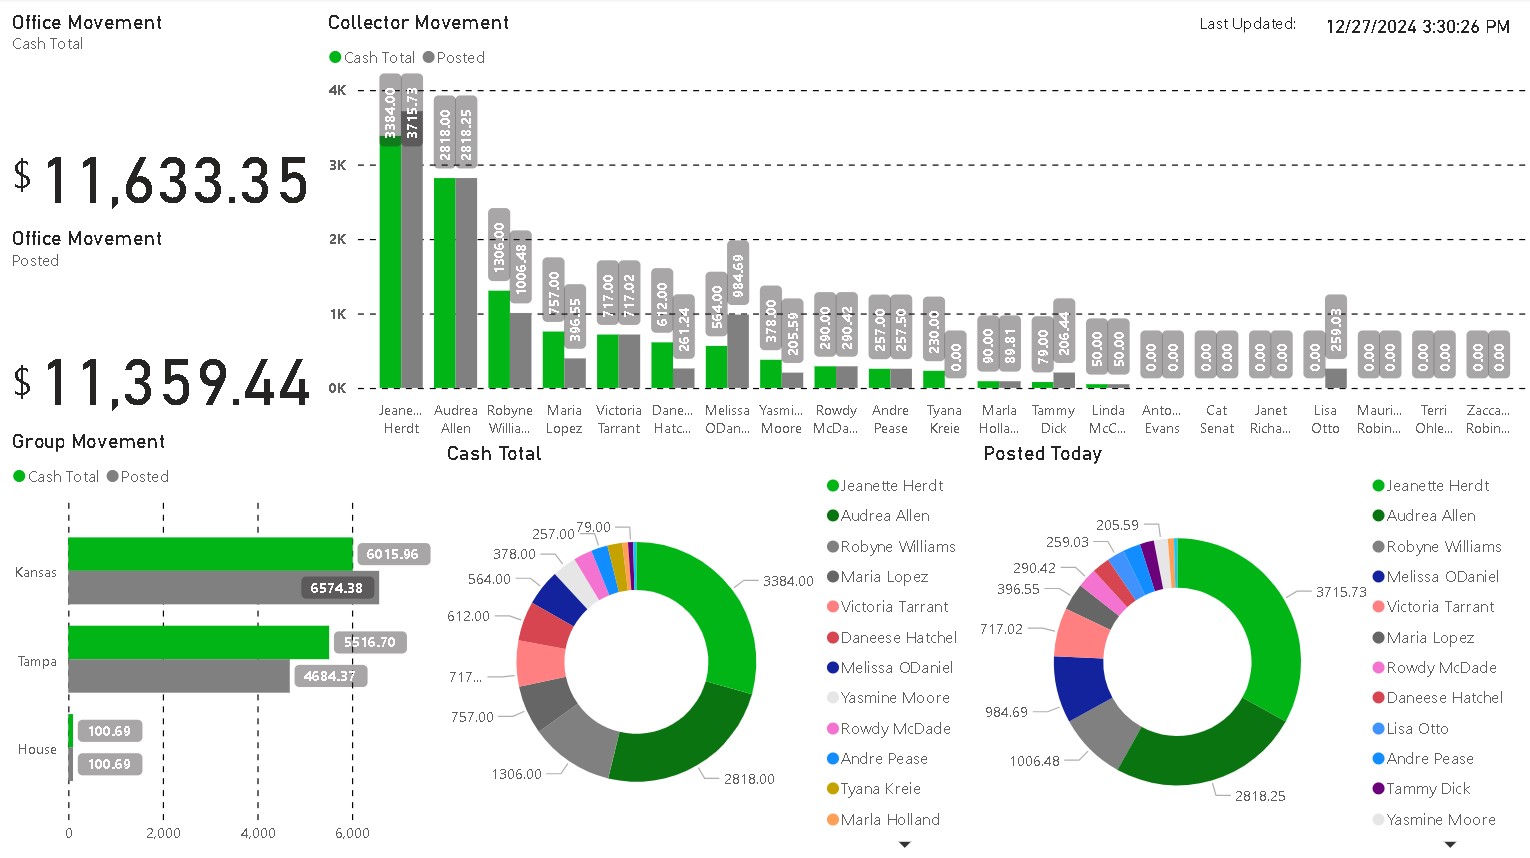 Office Movement
Cash Total
$ 11,633.35
Office Movement
Posted
$ 11,359.44
Collector Movement
Cash Total Posted
Last Updated: 12/27/2024 3:30:26 PM
4K
3K
2K
1K
0K
3384.00 3715.73
2818.00 2818.25
1306.00 1006.48
757.00 396.55
717.00 717.02
612.00 261.24
564.00 984.69
378.00 205.59
290.00 290.42
257.00 257.50
230.00 0.00
90.00 89.81
79.00 206.44
50.00 50.00
0.00 0.00
0.00 0.00
0.00 0.00
0.00 259.03
0.00 0.00
0.00 0.00
0.00 0.00
Jeane... Herdt
Audrea Allen
Robyne Willia...
Maria Lopez
Victoria Tarrant
Dane... Hatc...
Melissa ODan...
Yasmi... Moore
Rowdy McDa...
Andre Pease
Tyana Kreie
Marla Holla...
Tammy Dick
Linda McC...
Anto... Evans
Cat Senat
Janet Richa...
Lisa Otto
Mauri... Robin...
Terri Ohle...
Zacca... Robin...
Group Movement
Cash Total Posted
Kansas
6015.96
6574.38
Tampa
5516.70
4684.37
House
100.69
100.69
0 2,000 4,000 6,000
Cash Total
3384.00
2818.00
1306.00
757.00
717...
612.00
564.00
378.00
257.00
79.00
Jeanette Herdt
Audrea Allen
Robyne Williams
Maria Lopez
Victoria Tarrant
Daneese Hatchel
Melissa ODaniel
Yasmine Moore
Rowdy McDade
Andre Pease
Tyana Kreie
Marla Holland
Posted Today
3715.73
2818.25
1006.48
984.69
717.02
396.55
290.42
259.03
205.59
Jeanette Herdt
Audrea Allen
Robyne Williams
Melissa ODaniel
Victoria Tarrant
Maria Lopez
Rowdy McDade
Daneese Hatchel
Lisa Otto
Andre Pease
Tammy Dick
Yasmine Moore